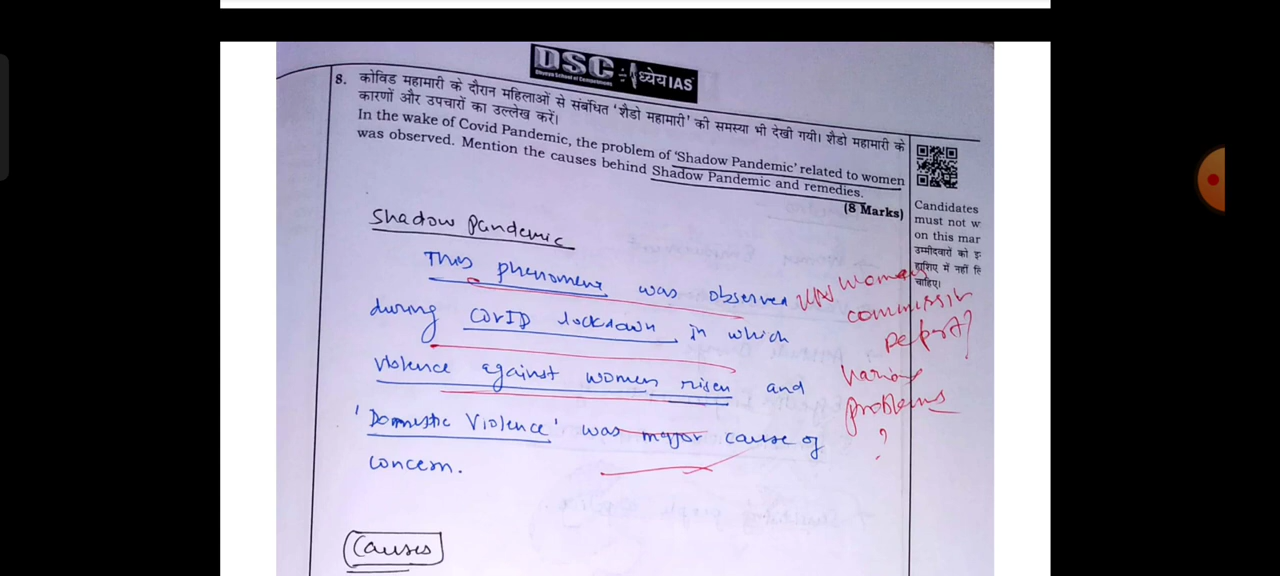 DSC ध्येय IAS
Dhyeya School of Competitions
8. कोविड महामारी के दौरान महिलाओं से संबंधित 'शैडो महामारी' की समस्या भी देखी गयी। शैडो महामारी के
कारणों और उपचारों का उल्लेख करें।
In the wake of Covid Pandemic, the problem of 'Shadow Pandemic' related to women
was observed. Mention the causes behind Shadow Pandemic and remedies.
(8 Marks)
Candidates
must not w
on this mar
उम्मीदवारों को इ
हाशिए में नहीं लि
चाहिए।
Shadow Pandemic
This phenomena was observed
during COVID lockdown in which
violence against women risen and
'Domestic Violence' was major cause of
concern.
UN Women
commission
report?
various
problems
?
Causes